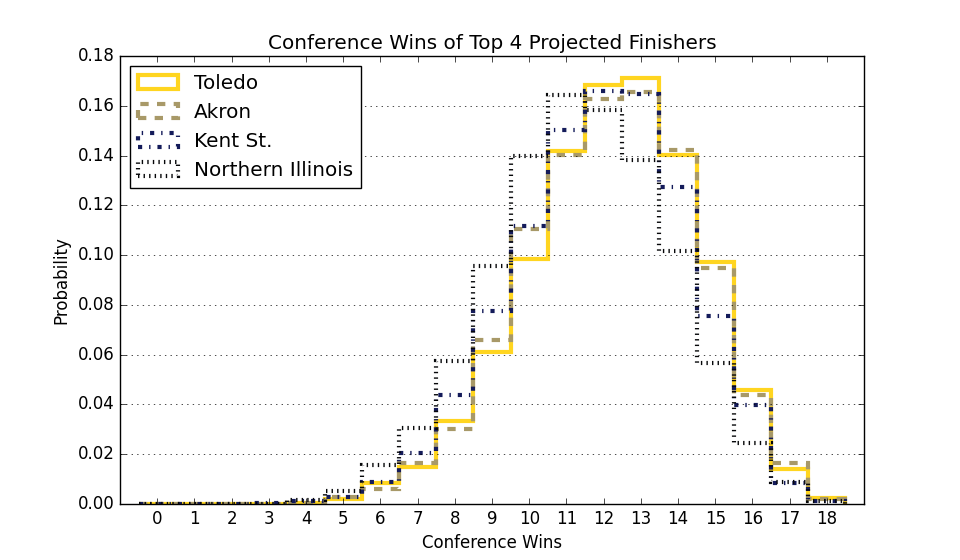 Conference Wins of Top 4 Projected Finishers
0.18
0.16
0.14
0.12
0.10
0.08
0.06
0.04
0.02
0.00
Probability
Toledo
Akron
Kent St.
Northern Illinois
0 1 2 3 4 5 6 7 8 9 10 11 12 13 14 15 16 17 18
Conference Wins